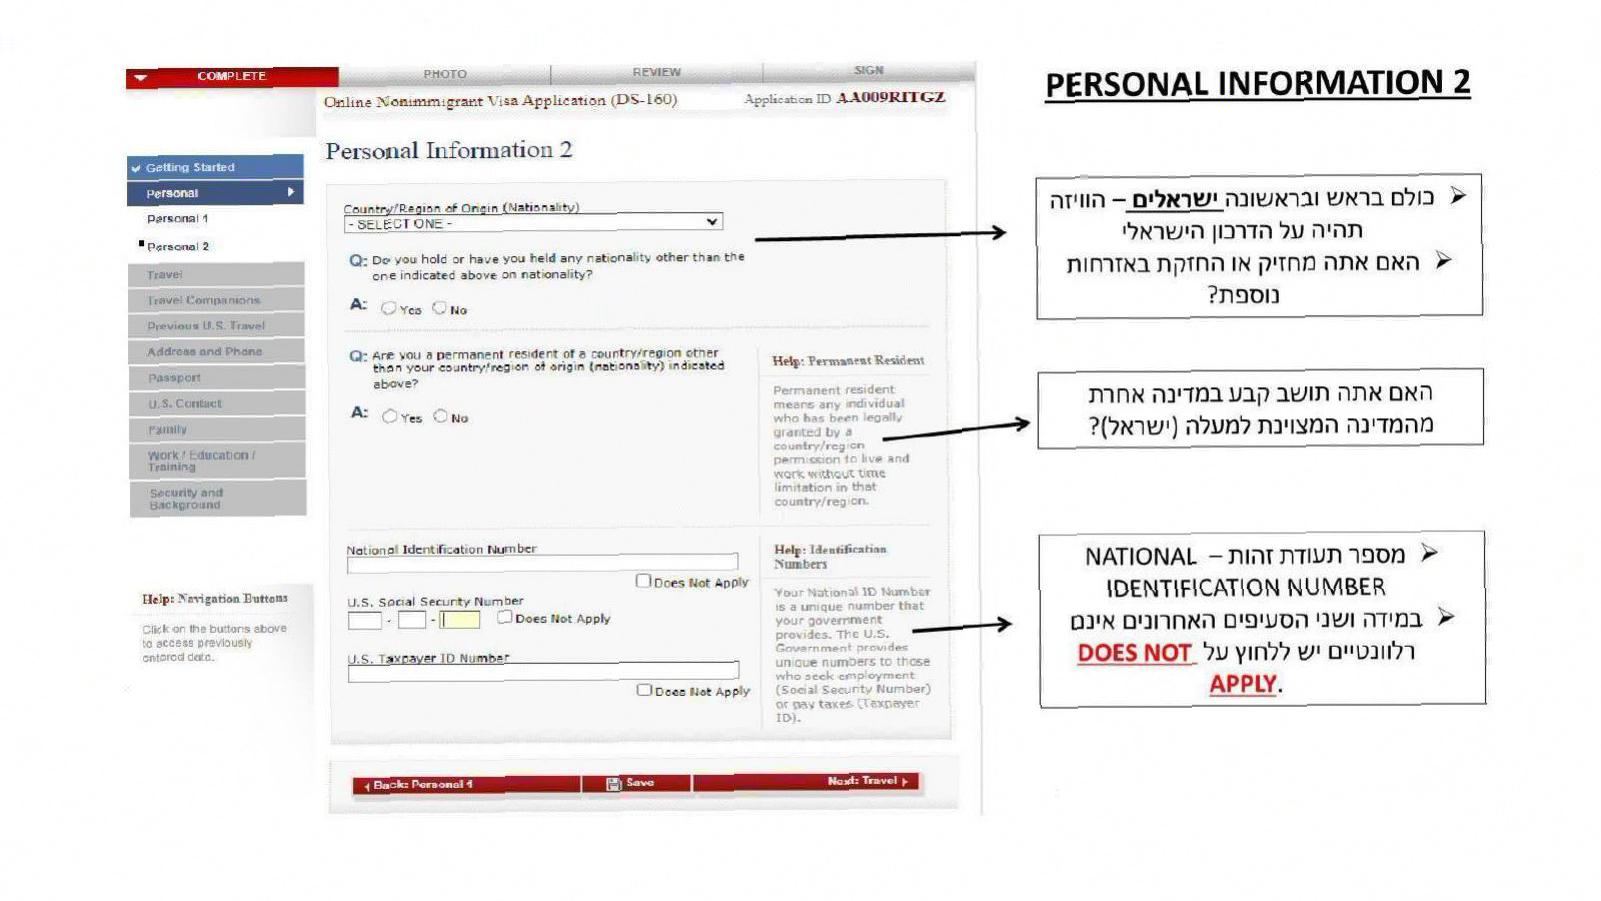 COMPLETE
PHOTO
REVIEW
SIGN
Online Nonimmigrant Visa Application (DS-160)
Application ID AA009RITGZ
Personal Information 2
Getting Started
Personal
Personal 1
Personal 2
Travel
Travel Companions
Previous U.S. Travel
Address and Phone
Passport
U.S. Contact
Family
Work / Education /
Training
Security and
Background
Help: Navigation Buttons
Click on the buttons above
to access previously
entered data.
Country/Region of Origin (Nationality)
- SELECT ONE -
Q: Do you hold or have you held any nationality other than the
one indicated above on nationality?
A: Yes No
Q: Are you a permanent resident of a country/region other
than your country/region of origin (nationality) indicated
above?
A: Yes No
Help: Permanent Resident
Permanent resident
means any individual
who has been legally
granted by a
country/region
permission to live and
work without time
limitation in that
country/region.
National Identification Number
Does Not Apply
U.S. Social Security Number
- - Does Not Apply
U.S. Taxpayer ID Number
Does Not Apply
Help: Identification
Numbers
Your National ID Number
is a unique number that
your government
provides. The U.S.
Government provides
unique numbers to those
who seek employment
(Social Security Number)
or pay taxes (Taxpayer
ID).
Back: Personal 1
Save
Next: Travel
PERSONAL INFORMATION 2
כולם בראש ובראשונה ישראלים – הוויזה
תהיה על הדרכון הישראלי
האם אתה מחזיק או החזקת באזרחות
נוספת?
האם אתה תושב קבע במדינה אחרת
מהמדינה המצוינת למעלה (ישראל)?
מספר תעודת זהות – NATIONAL
IDENTIFICATION NUMBER
במידה ושני הסעיפים האחרונים אינם
רלוונטיים יש ללחוץ על DOES NOT
APPLY.